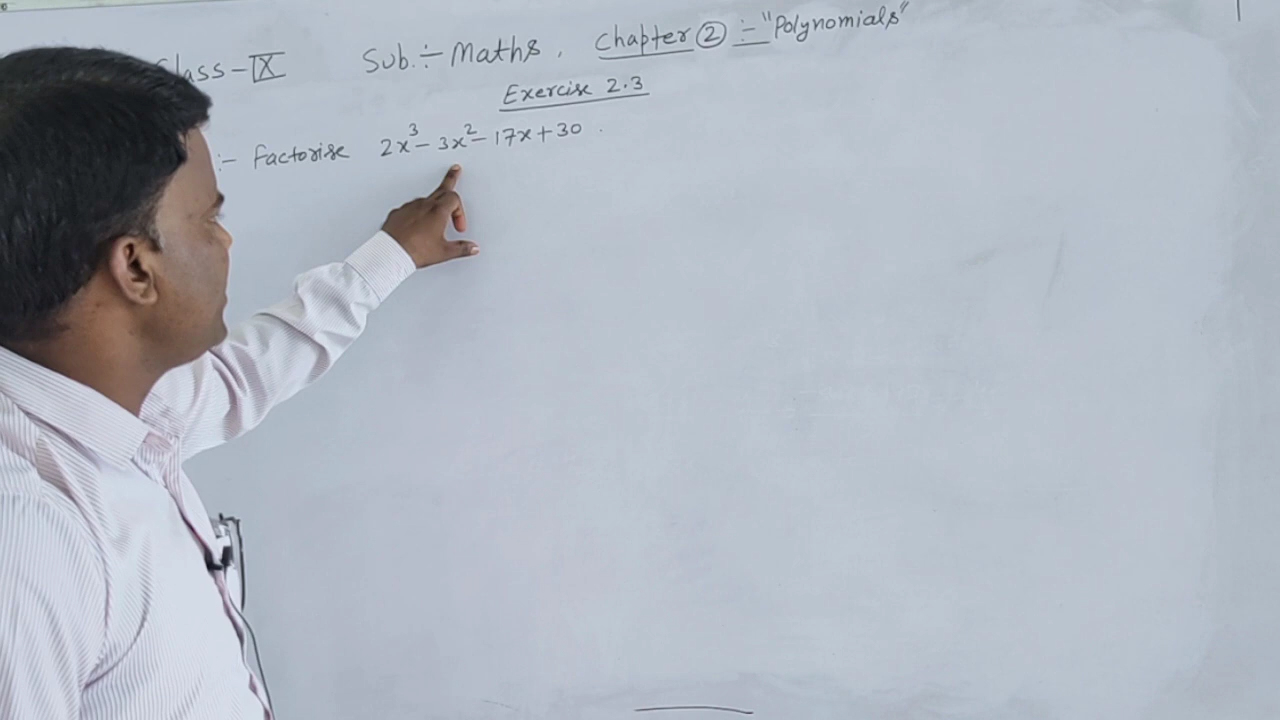 Class - IX Sub. :- Maths , Chapter ② :- "Polynomials"
Exercise 2.3
:- Factorise 2x³ - 3x² - 17x + 30 .